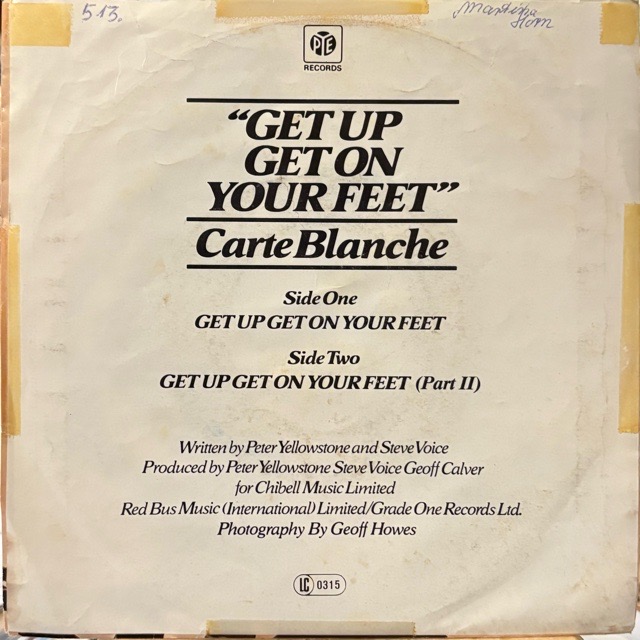 513.
PYE
RECORDS
“GET UP
GET ON
YOUR FEET”
Carte Blanche
Side One
GET UP GET ON YOUR FEET
Side Two
GET UP GET ON YOUR FEET (Part II)
Written by Peter Yellowstone and Steve Voice
Produced by Peter Yellowstone Steve Voice Geoff Calver
for Chibell Music Limited
Red Bus Music (International) Limited/Grade One Records Ltd.
Photography By Geoff Howes
LC 0315